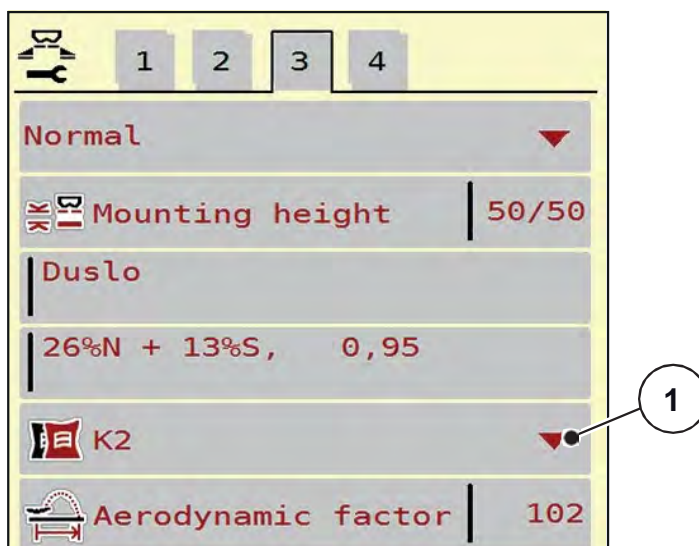 1 2 3 4
Normal
Mounting height 50/50
Duslo
26%N + 13%S, 0,95
K2
1
Aerodynamic factor 102